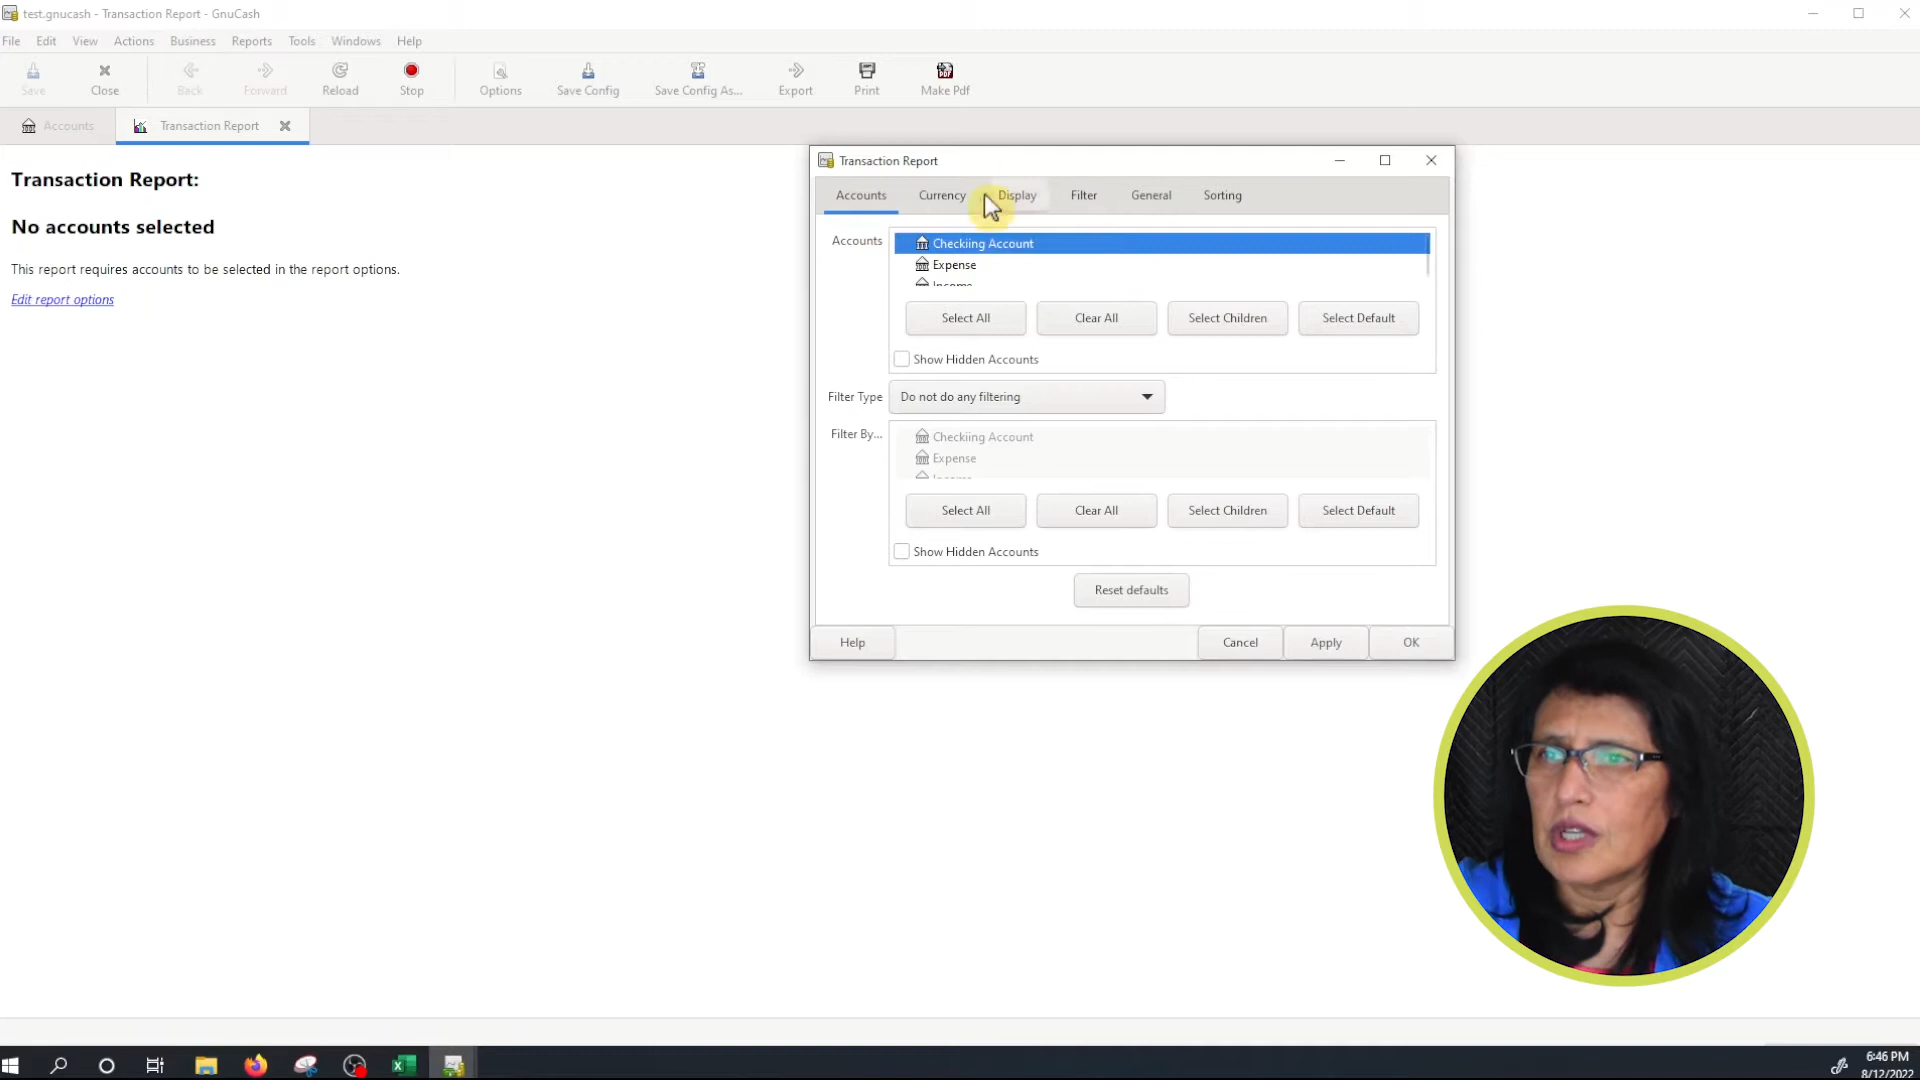 test.gnucash - Transaction Report - GnuCash
File Edit View Actions Business Reports Tools Windows Help
Save Close Back Forward Reload Stop Options Save Config Save Config As... Export Print Make Pdf
Accounts Transaction Report
Transaction Report:
No accounts selected
This report requires accounts to be selected in the report options.
Edit report options
Transaction Report
Accounts Currency Display Filter General Sorting
Accounts Checkiing Account
Expense
Income
Select All Clear All Select Children Select Default
Show Hidden Accounts
Filter Type Do not do any filtering
Filter By... Checkiing Account
Expense
Income
Select All Clear All Select Children Select Default
Show Hidden Accounts
Reset defaults
Help Cancel Apply OK
6:46 PM
8/12/2022